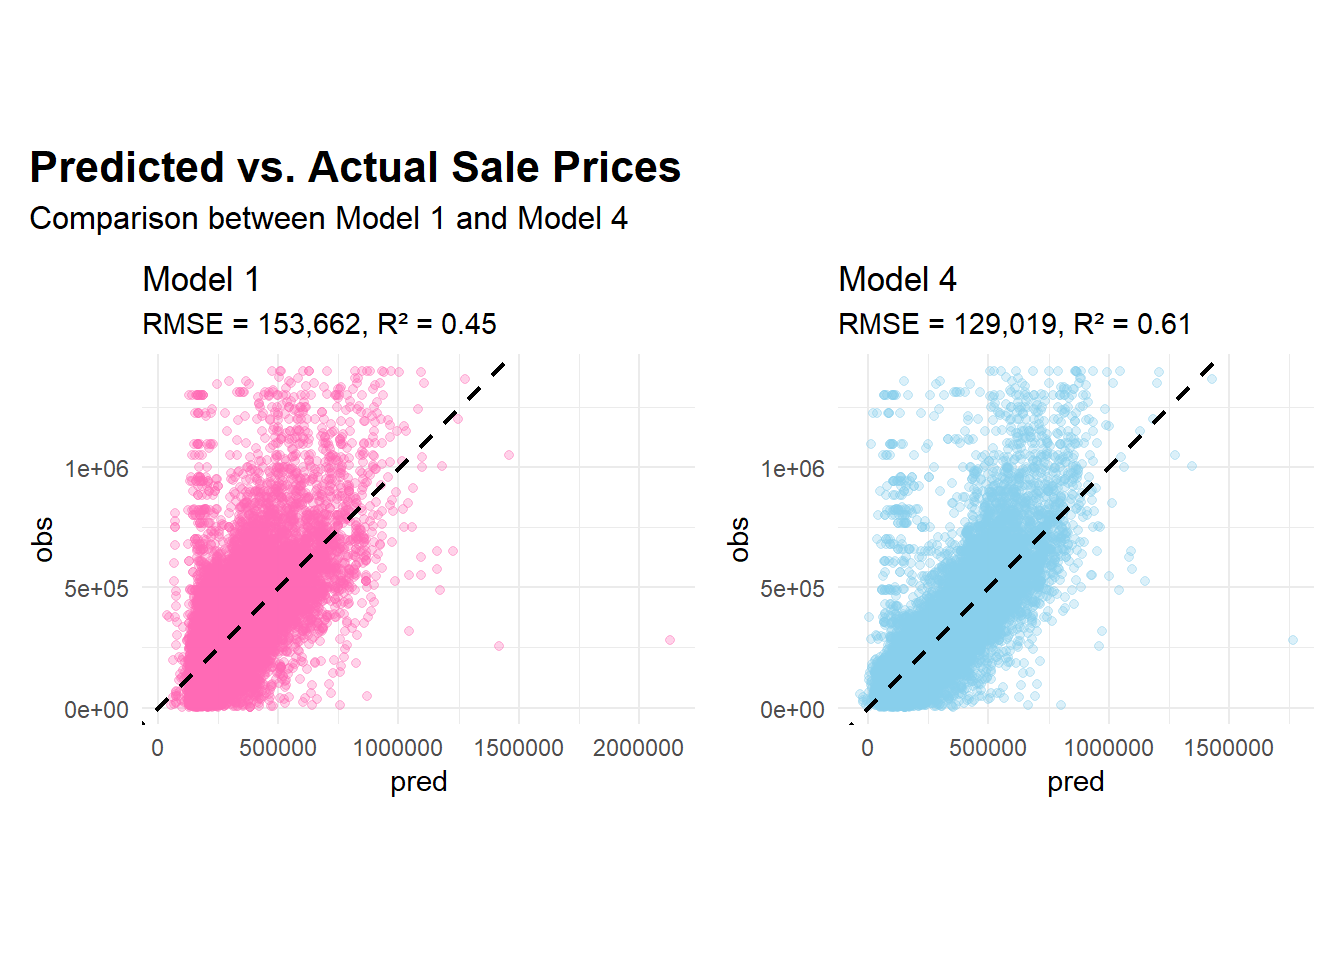 Predicted vs. Actual Sale Prices
Comparison between Model 1 and Model 4
Model 1
RMSE = 153,662, R² = 0.45
obs
1e+06
5e+05
0e+00
0 500000 1000000 1500000 2000000
pred
Model 4
RMSE = 129,019, R² = 0.61
obs
1e+06
5e+05
0e+00
0 500000 1000000 1500000
pred